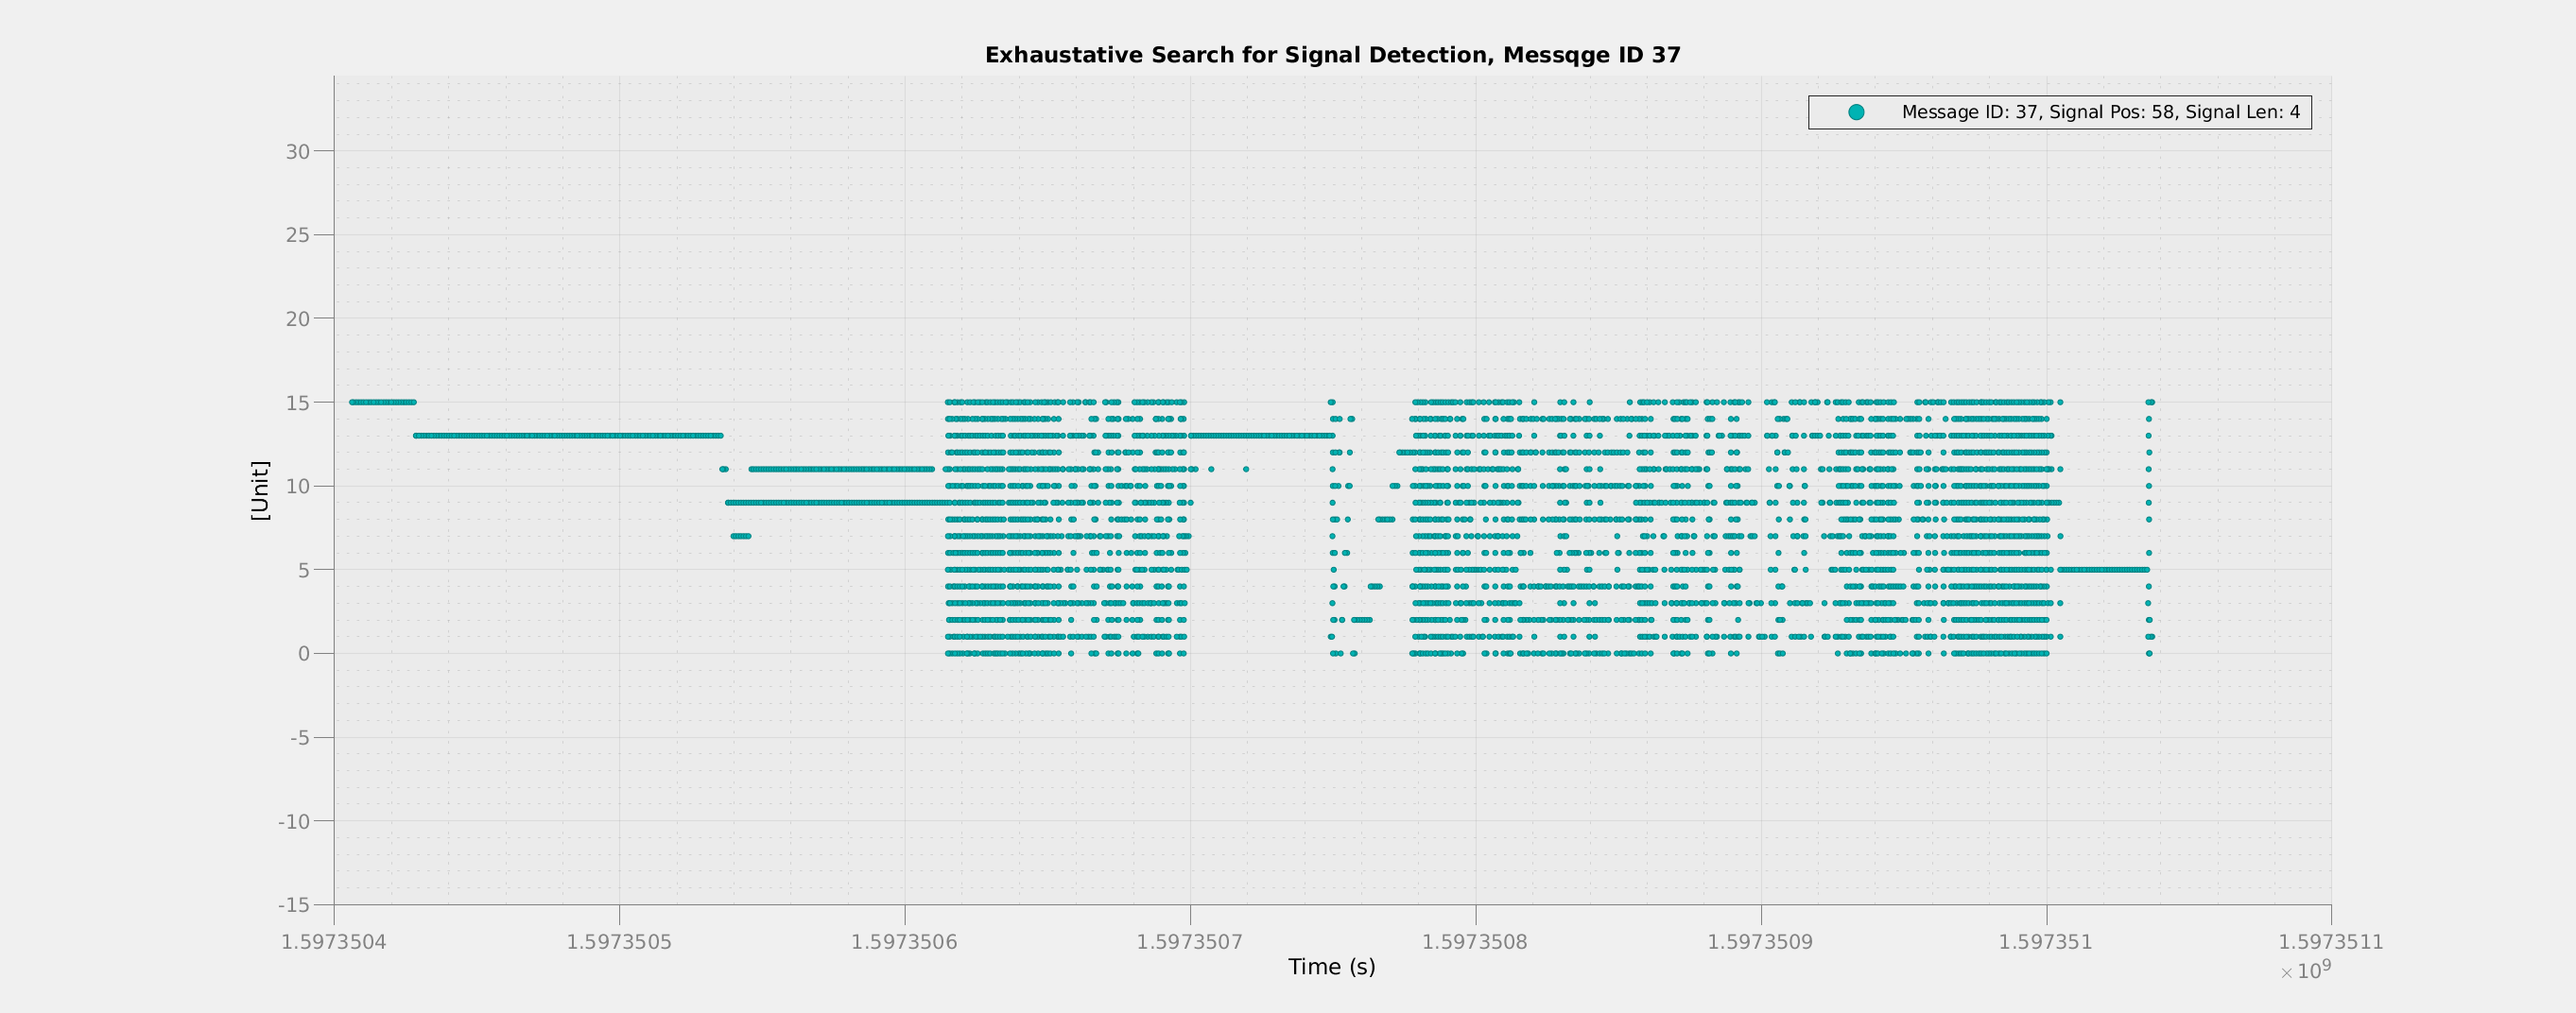 Exhaustative Search for Signal Detection, Messqge ID 37
Message ID: 37, Signal Pos: 58, Signal Len: 4
30
25
20
15
10
5
0
-5
-10
-15
[Unit]
1.5973504 1.5973505 1.5973506 1.5973507 1.5973508 1.5973509 1.597351 1.5973511
Time (s)
× 10⁹